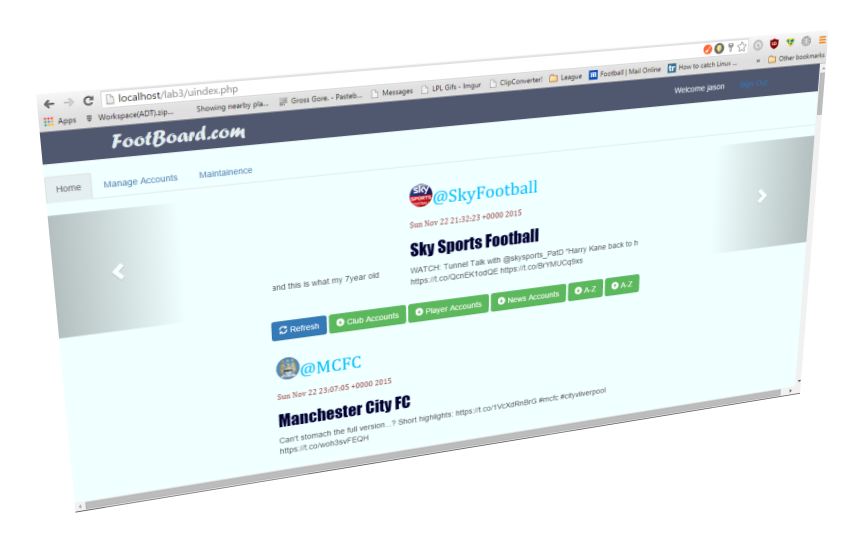 localhost/lab3/uindex.php
Apps Workspace(ADT).zip... Showing nearby pla... Gross Gore. - Pasteb... Messages LPL Gifs - Imgur ClipConverter! League Football | Mail Online How to catch Linus ... » Other bookmarks
FootBoard.com Welcome jason Sign Out
Home Manage Accounts Maintainence
@SkyFootball
Sun Nov 22 21:32:23 +0000 2015
Sky Sports Football
and this is what my 7year old
WATCH: Tunnel Talk with @skysports_PatD "Harry Kane back to h
https://t.co/QcnEK1odQE https://t.co/BrYMUCq9xs
Refresh Club Accounts Player Accounts News Accounts A-Z A-Z
@MCFC
Sun Nov 22 23:07:05 +0000 2015
Manchester City FC
Can't stomach the full version...? Short highlights: https://t.co/1VcXdRnBrG #mcfc #cityvliverpool
https://t.co/woh3svFEQH